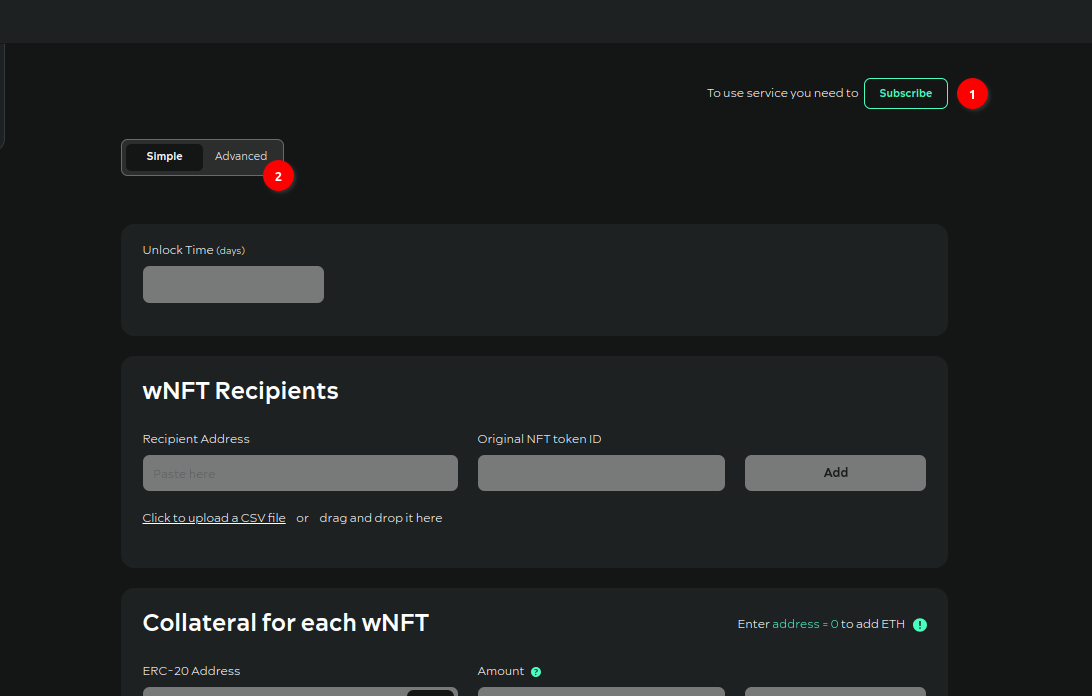 To use service you need to Subscribe 1
Simple Advanced
2
Unlock Time (days)
wNFT Recipients
Recipient Address Original NFT token ID
Paste here Add
Click to upload a CSV file or drag and drop it here
Collateral for each wNFT Enter address = 0 to add ETH !
ERC-20 Address Amount ?